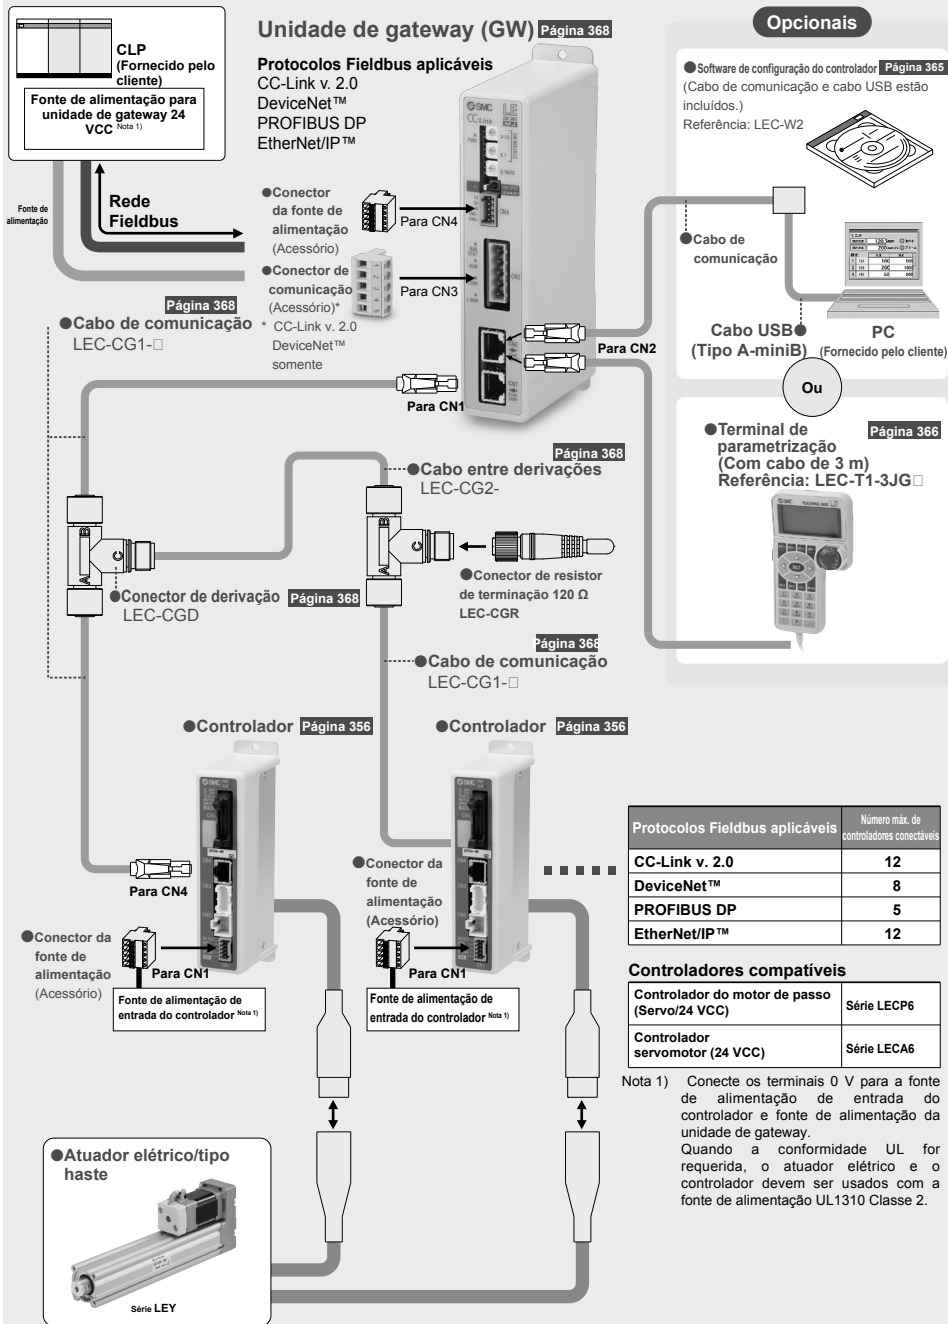 CLP
(Fornecido pelo
cliente)
Fonte de alimentação para
unidade de gateway 24
VCC Nota 1)
Unidade de gateway (GW) Página 368
Protocolos Fieldbus aplicáveis
CC-Link v. 2.0
DeviceNet™
PROFIBUS DP
EtherNet/IP™
Opcionais
●Software de configuração do controlador Página 365
(Cabo de comunicação e cabo USB estão
incluídos.)
Referência: LEC-W2
Fonte de
alimentação
Rede
Fieldbus
●Conector
da fonte de
alimentação
(Acessório)
Para CN4
●Conector de
comunicação
(Acessório)*
* CC-Link v. 2.0
DeviceNet™
somente
Para CN3
SMC
CC-Link
PWR
CN4
CN3
CN2
CN1
●Cabo de
comunicação
Para CN2
Cabo USB●
(Tipo A-miniB)
PC
(Fornecido pelo cliente)
Ou
Página 368
●Cabo de comunicação
LEC-CG1-□
Para CN1
●Terminal de
parametrização
(Com cabo de 3 m)
Referência: LEC-T1-3JG□
Página 366
SMC
Página 368
●Cabo entre derivações
LEC-CG2-
A
B
C
A
B
C
●Conector de derivação Página 368
LEC-CGD
●Conector de resistor
de terminação 120 Ω
LEC-CGR
Página 368
●Cabo de comunicação
LEC-CG1-□
●Controlador Página 356
●Controlador Página 356
SMC
SMC
Para CN4
●Conector da
fonte de
alimentação
(Acessório)
Para CN1
Fonte de alimentação de
entrada do controlador Nota 1)
●Conector da
fonte de
alimentação
(Acessório)
Para CN1
Fonte de alimentação de
entrada do controlador Nota 1)
Protocolos Fieldbus aplicáveis Número máx. de controladores conectáveis
CC-Link v. 2.0 12
DeviceNet™ 8
PROFIBUS DP 5
EtherNet/IP™ 12
Controladores compatíveis
Controlador do motor de passo
(Servo/24 VCC) Série LECP6
Controlador
servomotor (24 VCC) Série LECA6
Nota 1) Conecte os terminais 0 V para a fonte
de alimentação de entrada do
controlador e fonte de alimentação da
unidade de gateway.
Quando a conformidade UL for
requerida, o atuador elétrico e o
controlador devem ser usados com a
fonte de alimentação UL1310 Classe 2.
●Atuador elétrico/tipo
haste
Série LEY